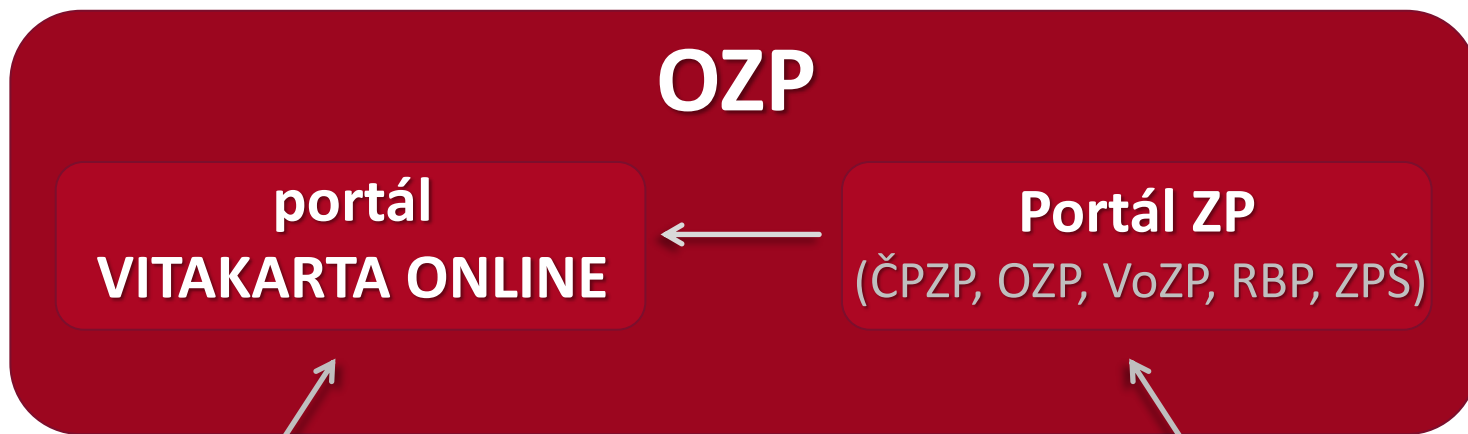 OZP
portál
VITAKARTA ONLINE
Portál ZP
(ČPZP, OZP, VoZP, RBP, ZPŠ)